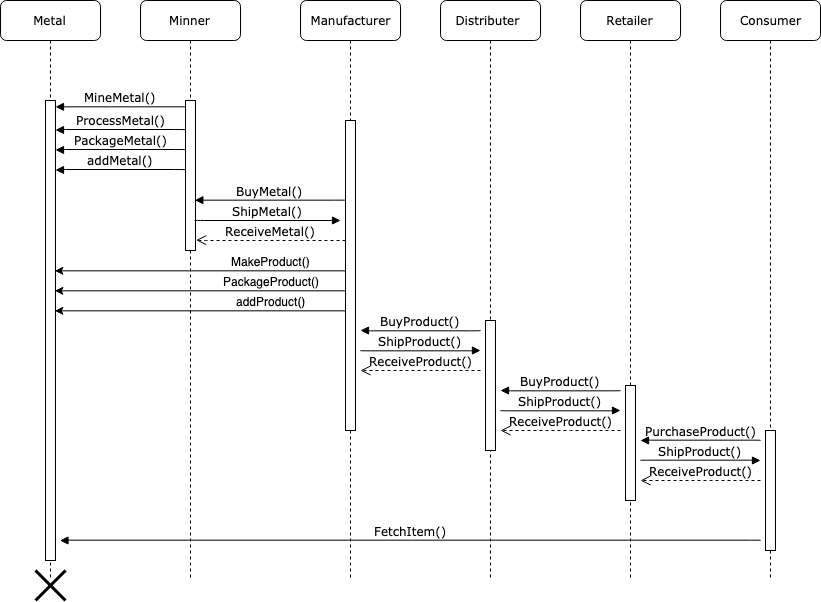 Metal
Minner
Manufacturer
Distributer
Retailer
Consumer
MineMetal()
ProcessMetal()
PackageMetal()
addMetal()
BuyMetal()
ShipMetal()
ReceiveMetal()
MakeProduct()
PackageProduct()
addProduct()
BuyProduct()
ShipProduct()
ReceiveProduct()
BuyProduct()
ShipProduct()
ReceiveProduct()
PurchaseProduct()
ShipProduct()
ReceiveProduct()
FetchItem()